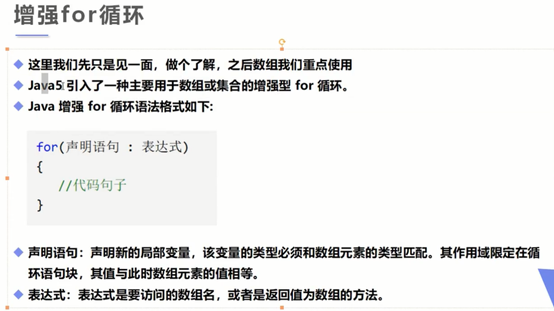 增强for循环
这里我们先只是见一面，做个了解，之后数组我们重点使用
Java5 引入了一种主要用于数组或集合的增强型 for 循环。
Java 增强 for 循环语法格式如下:
for(声明语句 : 表达式)
{
//代码句子
}
声明语句：声明新的局部变量，该变量的类型必须和数组元素的类型匹配。其作用域限定在循
环语句块，其值与此时数组元素的值相等。
表达式：表达式是要访问的数组名，或者是返回值为数组的方法。